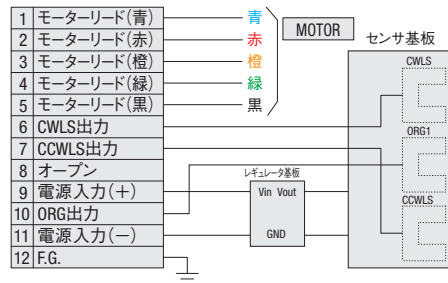 1 モーターリード(青) 青
2 モーターリード(赤) 赤
3 モーターリード(橙) 橙
4 モーターリード(緑) 緑
5 モーターリード(黒) 黒
6 CWLS出力
7 CCWLS出力
8 オープン
9 電源入力(+)
10 ORG出力
11 電源入力(−)
12 F.G.
MOTOR
センサ基板
CWLS
ORG1
CCWLS
レギュレータ基板
Vin Vout
GND